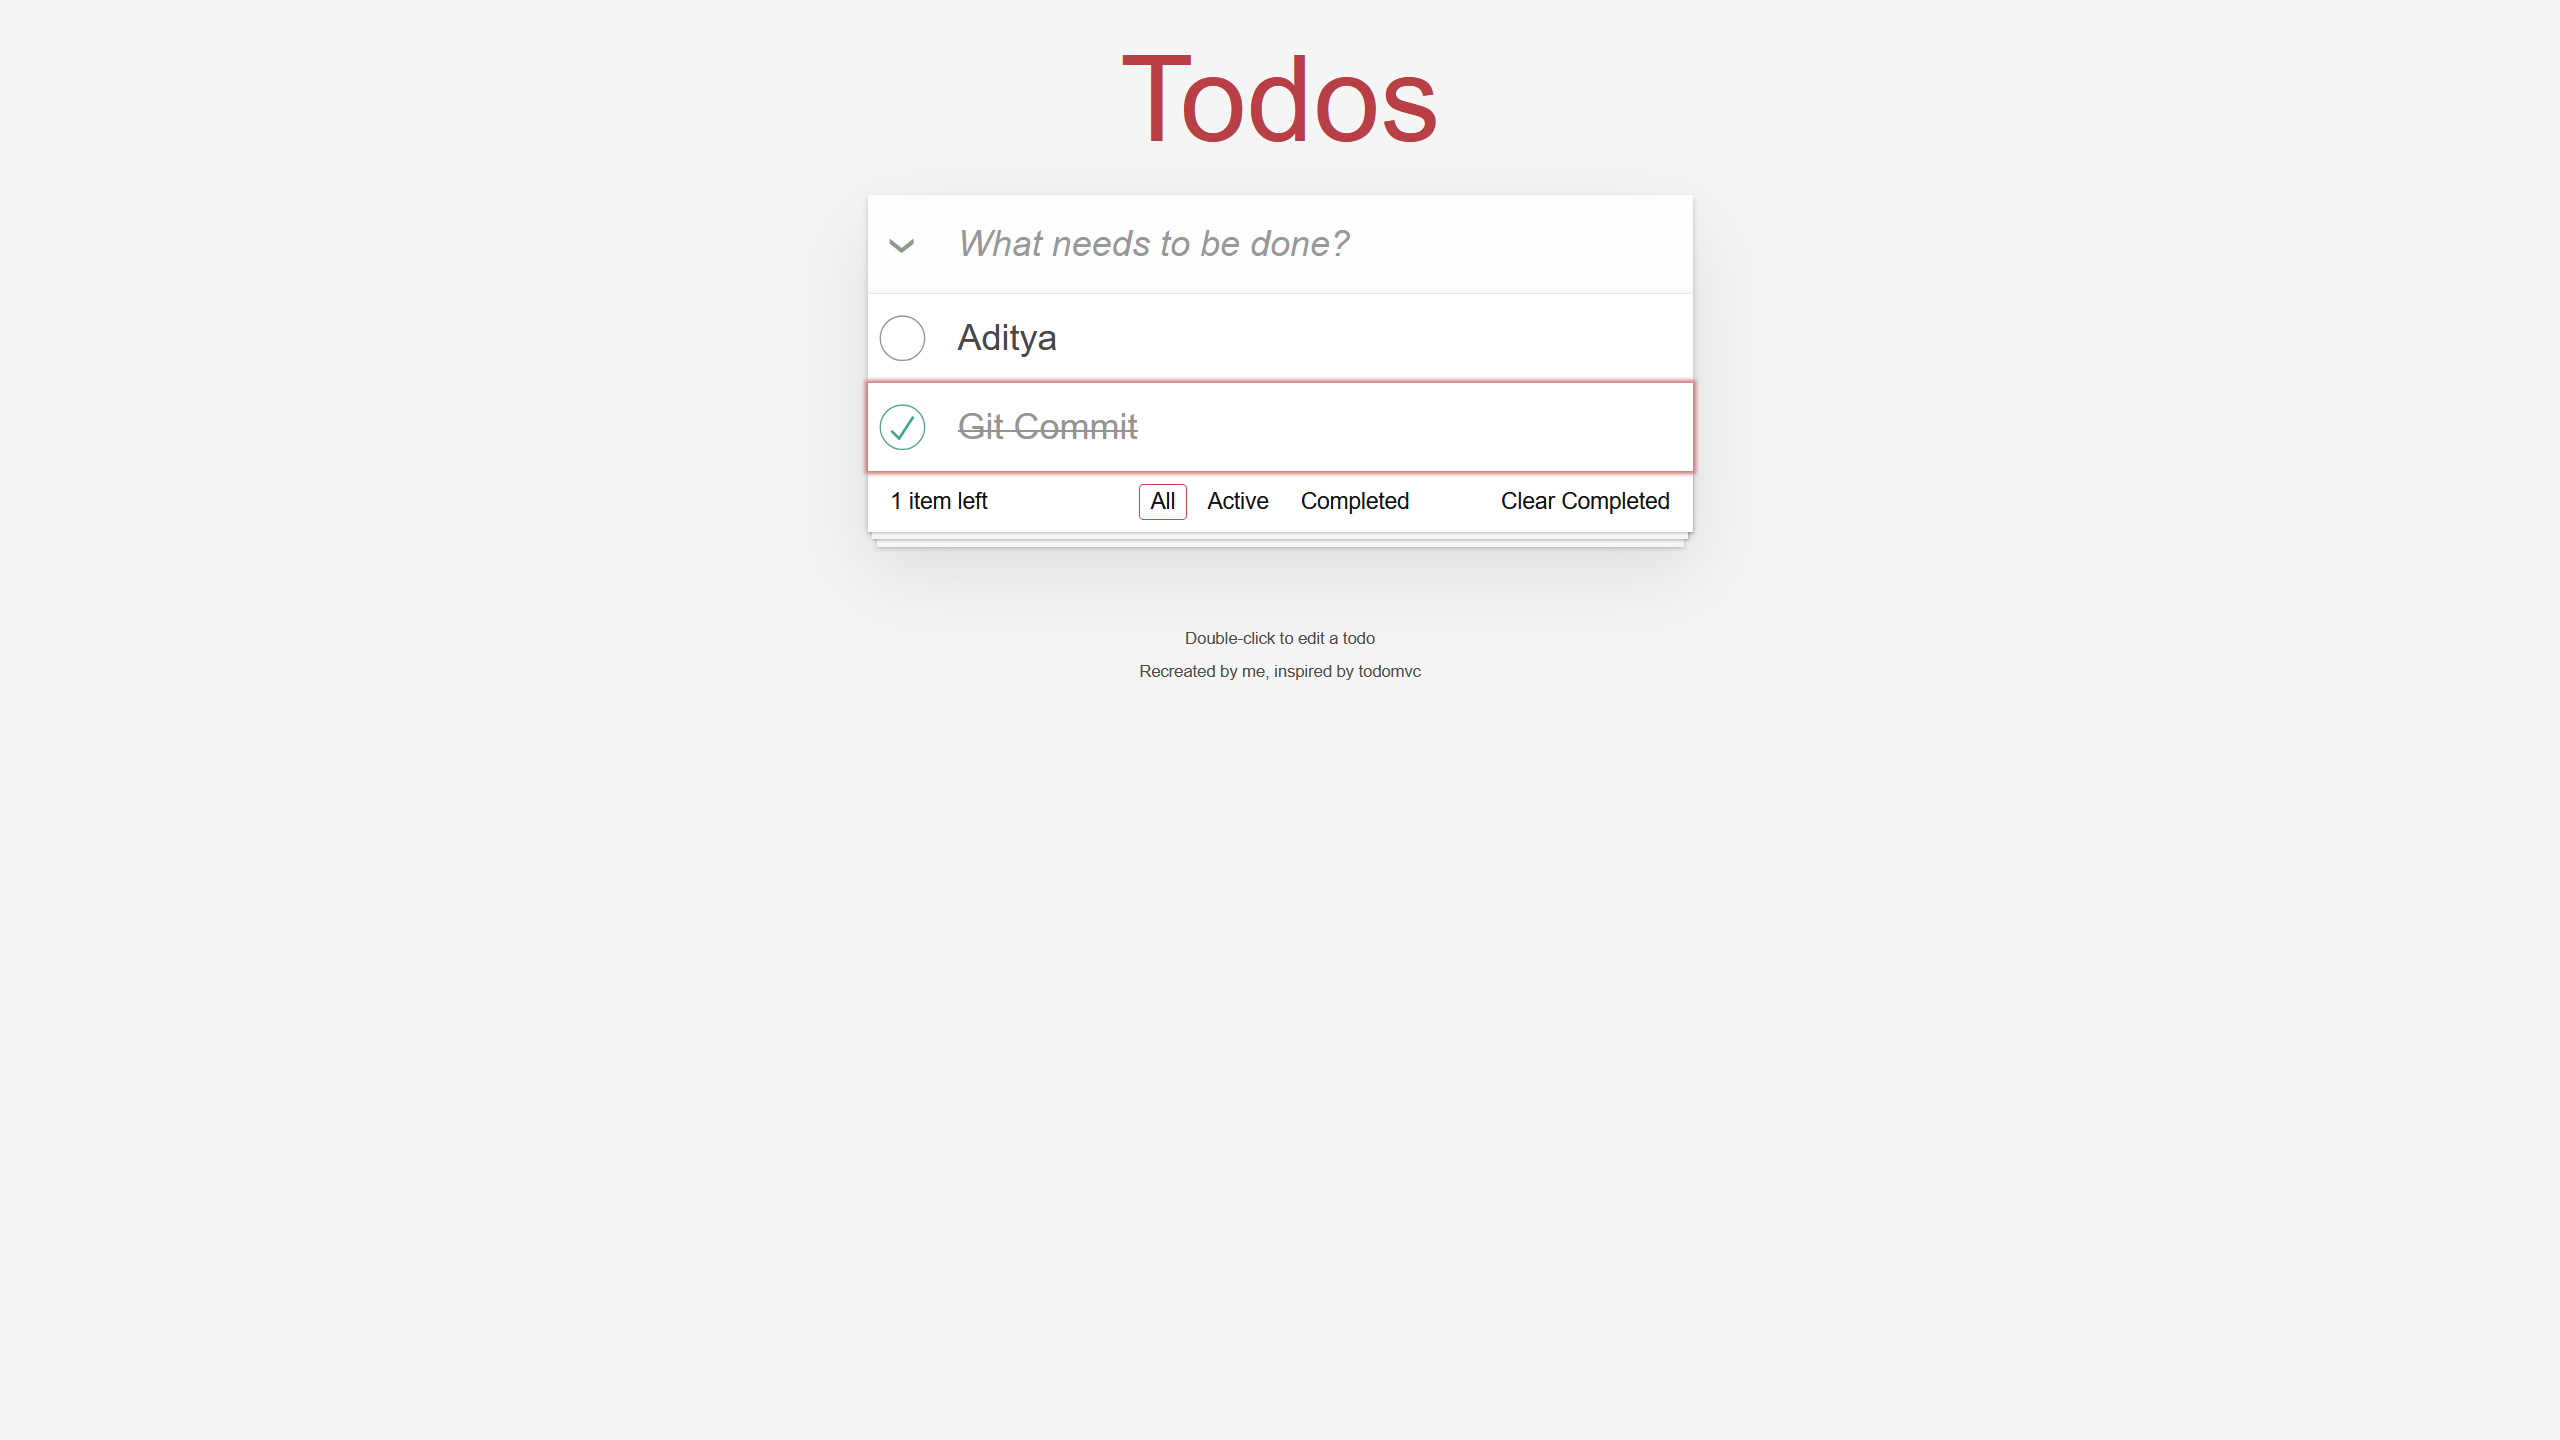 Todos
What needs to be done?
Aditya
Git Commit
1 item left All Active Completed Clear Completed
Double-click to edit a todo
Recreated by me, inspired by todomvc